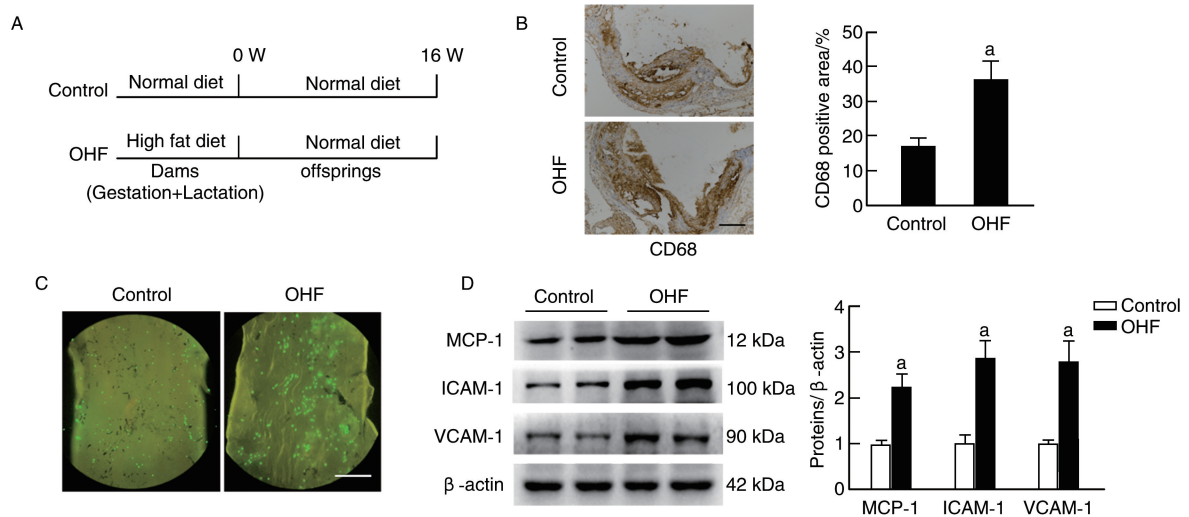 A
0 W
16 W
Control
Normal diet
Normal diet
OHF
High fat diet
Normal diet
Dams
offsprings
(Gestation+Lactation)
B
Control
OHF
CD68
CD68 positive area/%
50
40
30
20
10
0
a
Control
OHF
C
Control
OHF
D
Control
OHF
MCP-1
12 kDa
ICAM-1
100 kDa
VCAM-1
90 kDa
β -actin
42 kDa
Proteins/ β -actin
4
3
2
1
0
a
a
a
Control
OHF
MCP-1
ICAM-1
VCAM-1